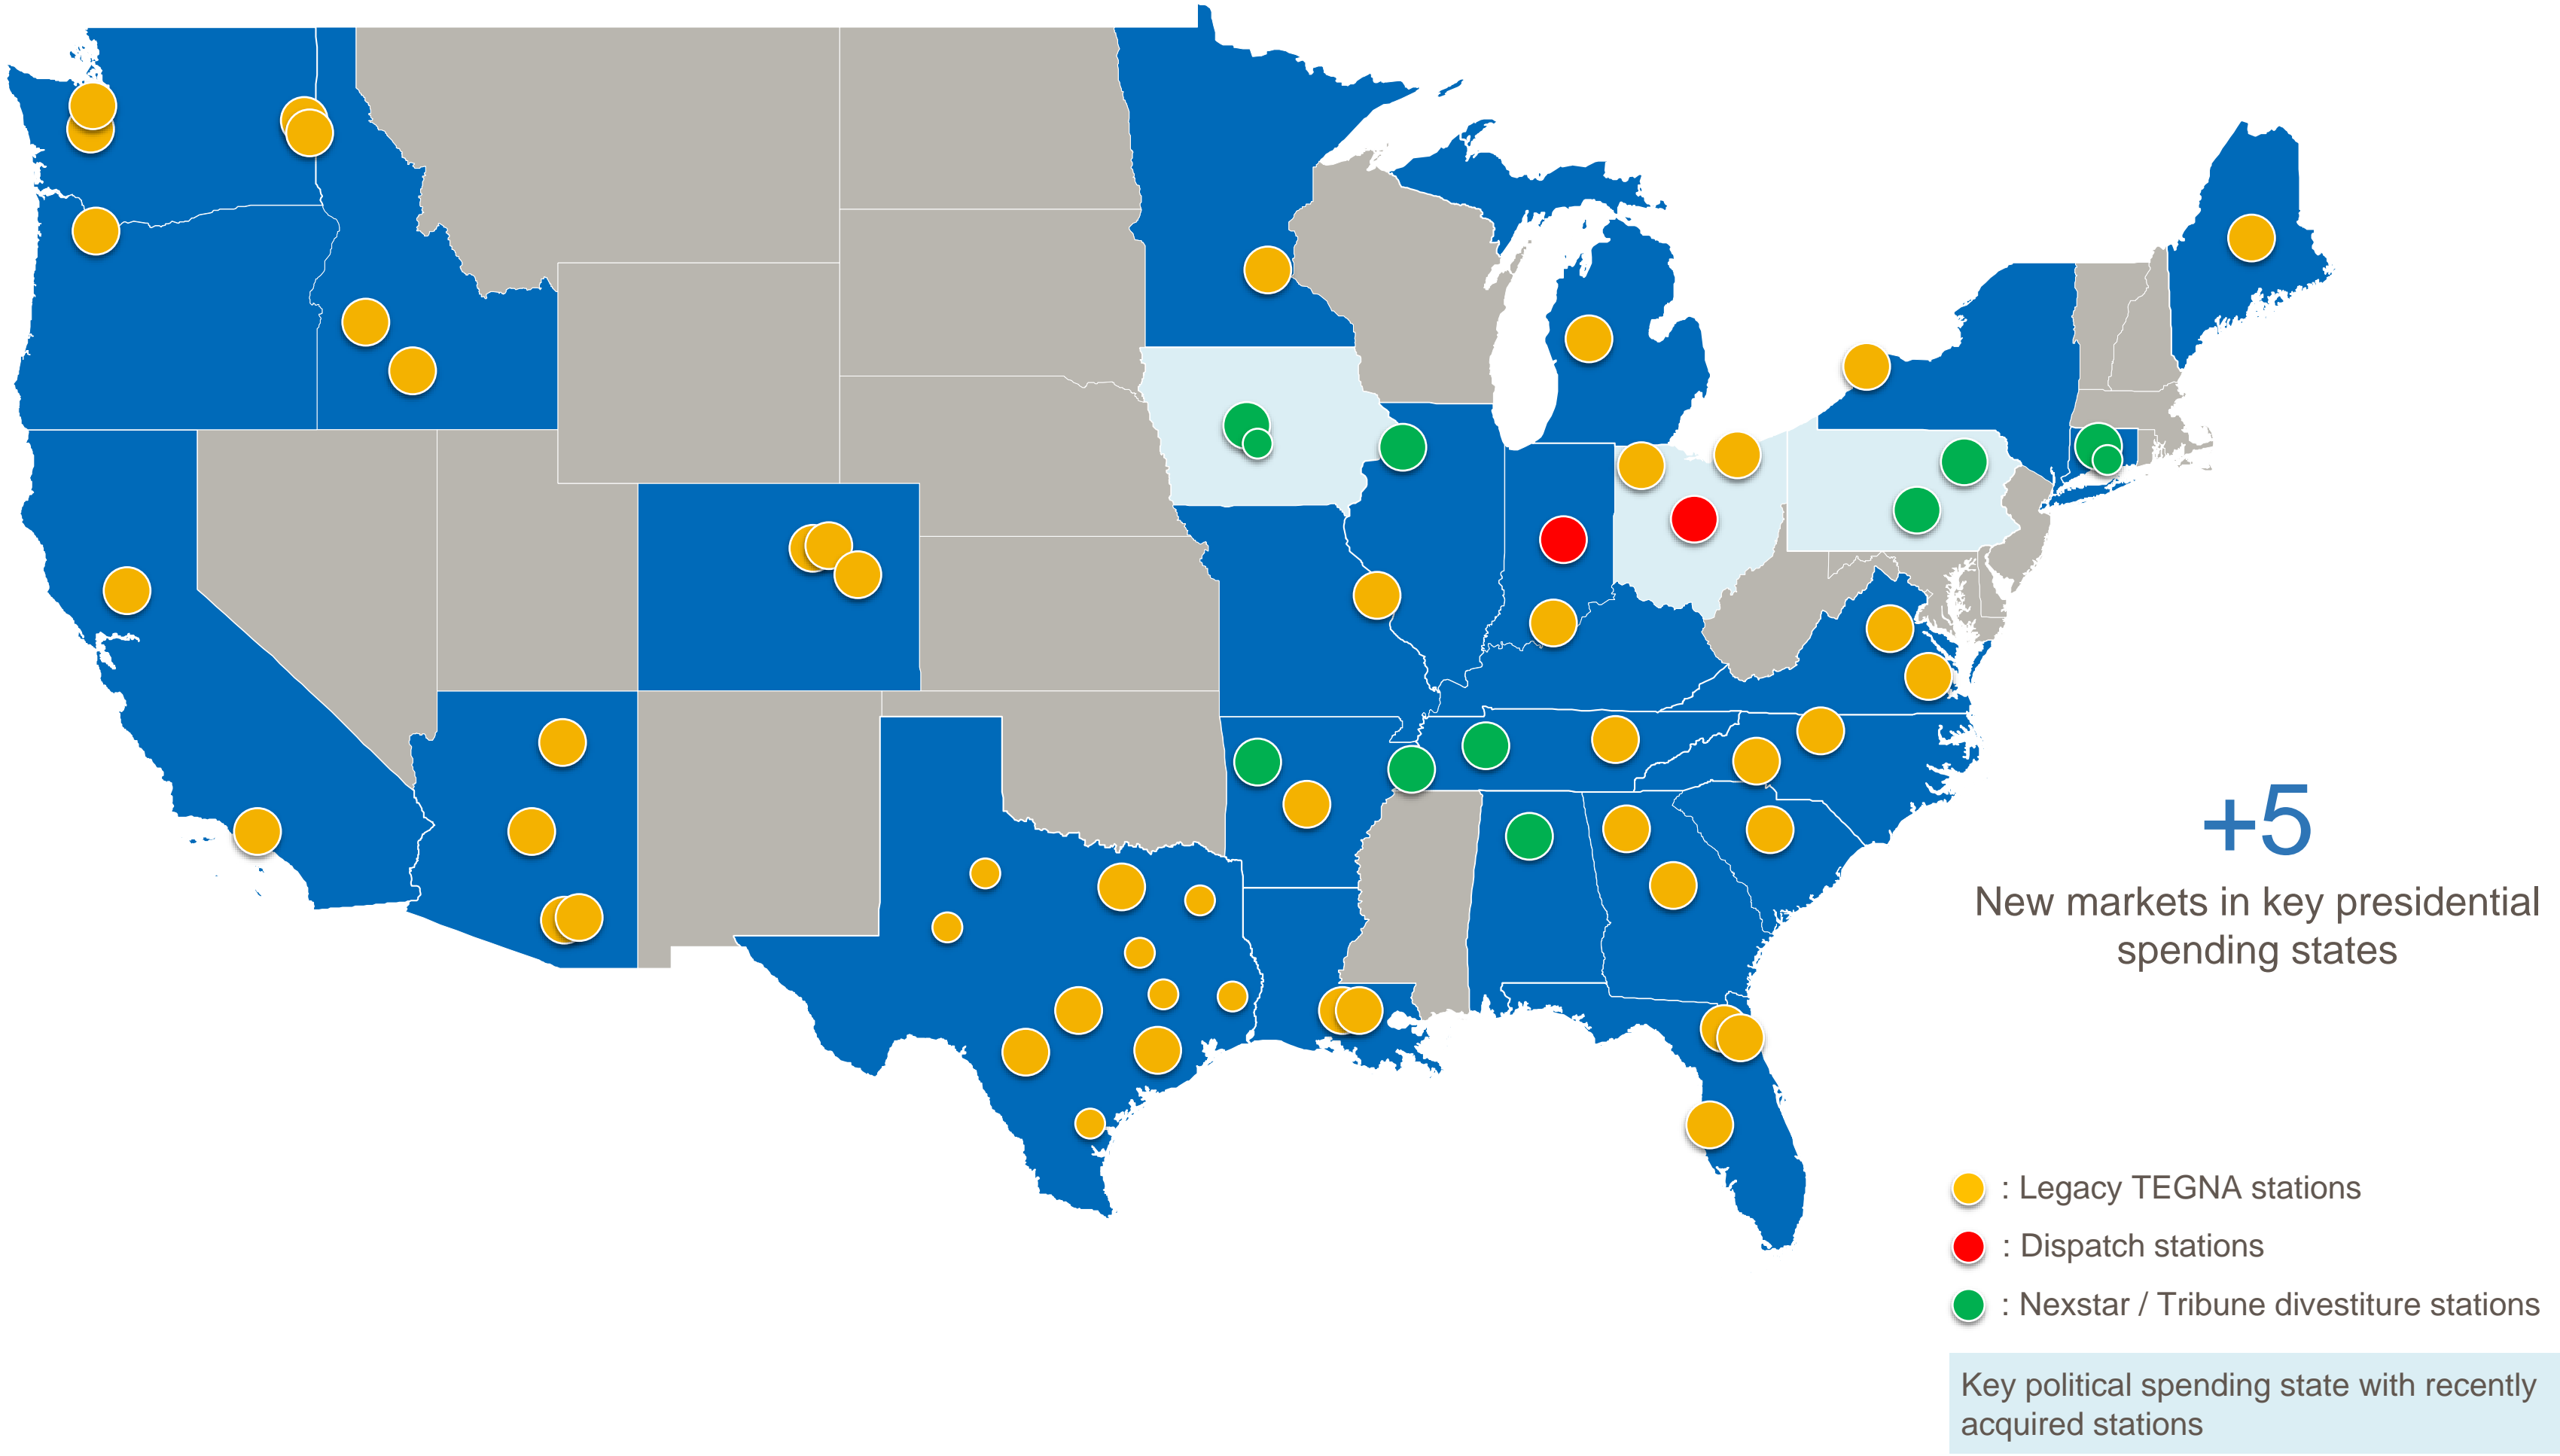 +5
New markets in key presidential
spending states
: Legacy TEGNA stations
: Dispatch stations
: Nexstar / Tribune divestiture stations
Key political spending state with recently
acquired stations